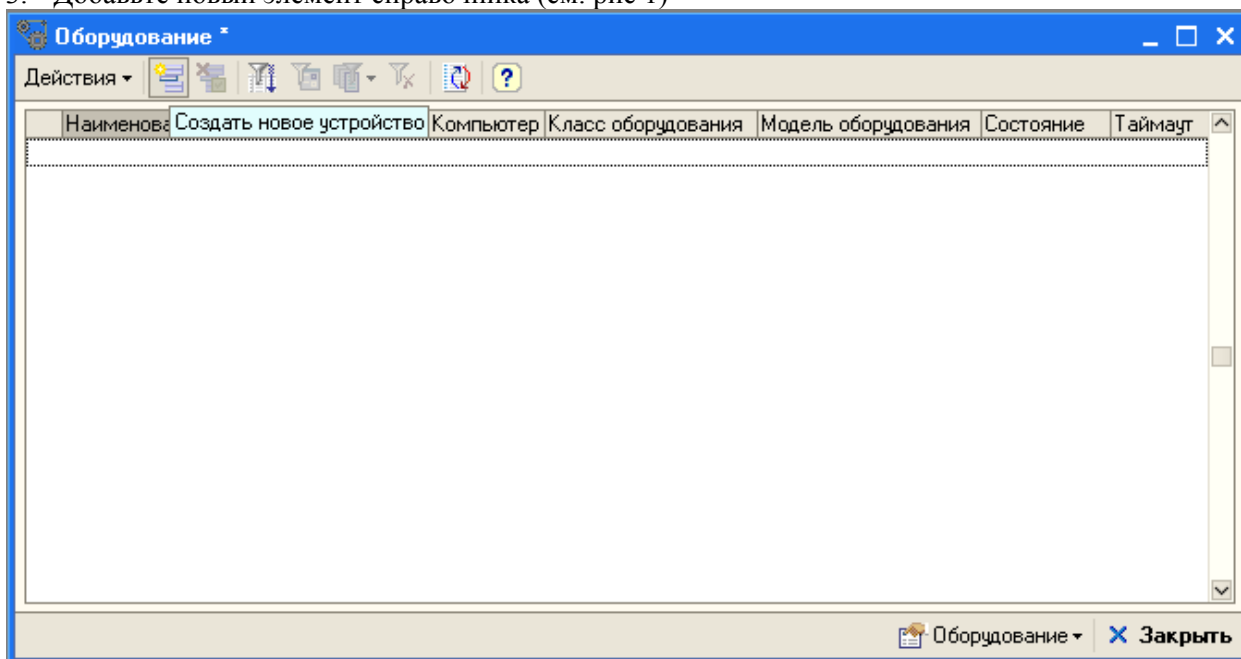 3. Добавьте новый элемент справочника (см. рис 1)
Оборудование *
Действия
Наименова Создать новое устройство Компьютер Класс оборудования Модель оборудования Состояние Таймаут
Оборудование Закрыть